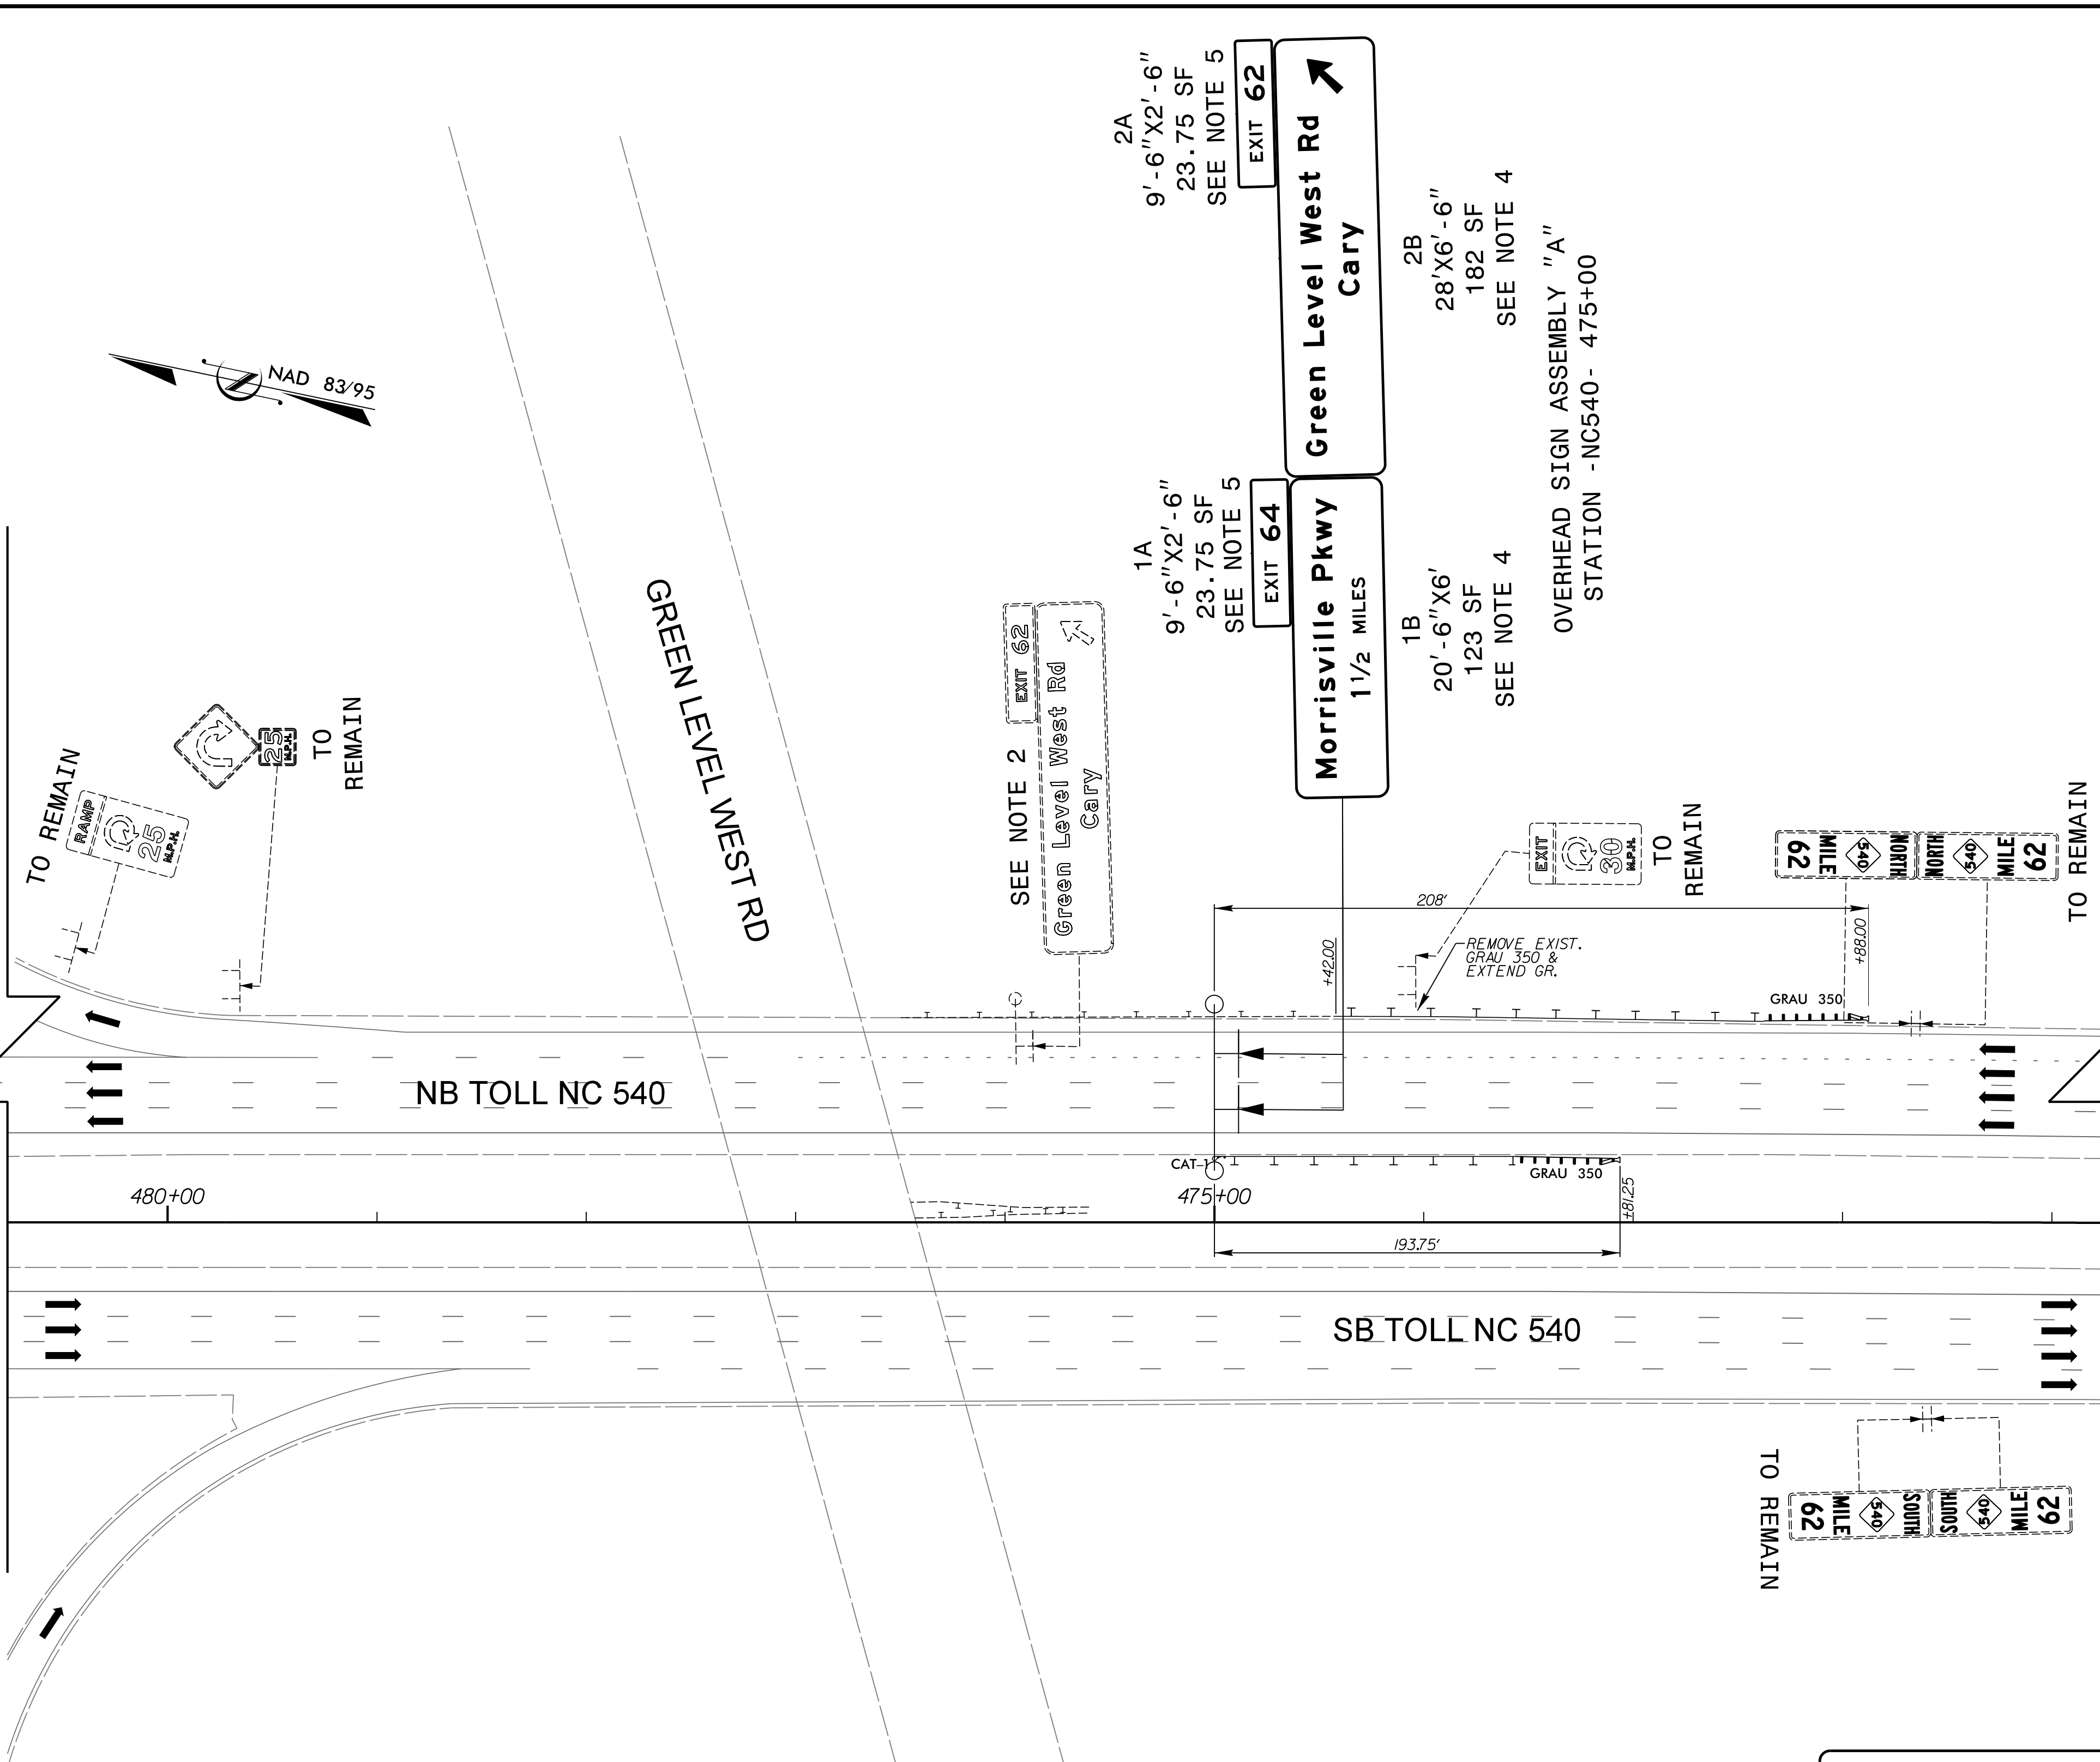 2A
9'-6"X2'-6"
23.75 SF
SEE NOTE 5
EXIT 62
Green Level West Rd
Cary
2B
28'X6'-6"
182 SF
SEE NOTE 4
OVERHEAD SIGN ASSEMBLY "A"
STATION -NC540- 475+00
1A
9'-6"X2'-6"
23.75 SF
SEE NOTE 5
EXIT 64
Morrisville Pkwy
1 1/2 MILES
1B
20'-6"X6'
123 SF
SEE NOTE 4
NAD 83/95
GREEN LEVEL WEST RD
TO REMAIN
RAMP
25
M.P.H.
25
M.P.H.
TO
REMAIN
SEE NOTE 2
EXIT 62
Green Level West Rd
Cary
EXIT
30
M.P.H.
TO
REMAIN
MILE
62
540
NORTH
NORTH
540
MILE
62
TO REMAIN
208'
+42.00
REMOVE EXIST.
GRAU 350 &
EXTEND GR.
+88.00
GRAU 350
NB TOLL NC 540
CAT-1
GRAU 350
480+00
475+00
+81.25
193.75'
SB TOLL NC 540
TO REMAIN
62
MILE
540
SOUTH
SOUTH
540
MILE
62